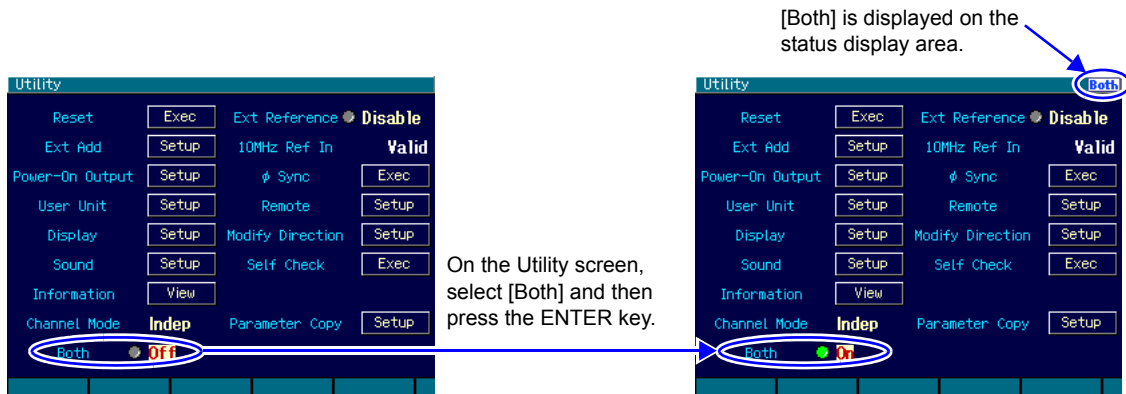 [Both] is displayed on the
status display area.
Utility
Reset Exec Ext Reference Disable
Ext Add Setup 10MHz Ref In Valid
Power-On Output Setup ϕ Sync Exec
User Unit Setup Remote Setup
Display Setup Modify Direction Setup
Sound Setup Self Check Exec
Information View
Channel Mode Indep Parameter Copy Setup
Both Off
On the Utility screen,
select [Both] and then
press the ENTER key.
Utility Both
Reset Exec Ext Reference Disable
Ext Add Setup 10MHz Ref In Valid
Power-On Output Setup ϕ Sync Exec
User Unit Setup Remote Setup
Display Setup Modify Direction Setup
Sound Setup Self Check Exec
Information View
Channel Mode Indep Parameter Copy Setup
Both On